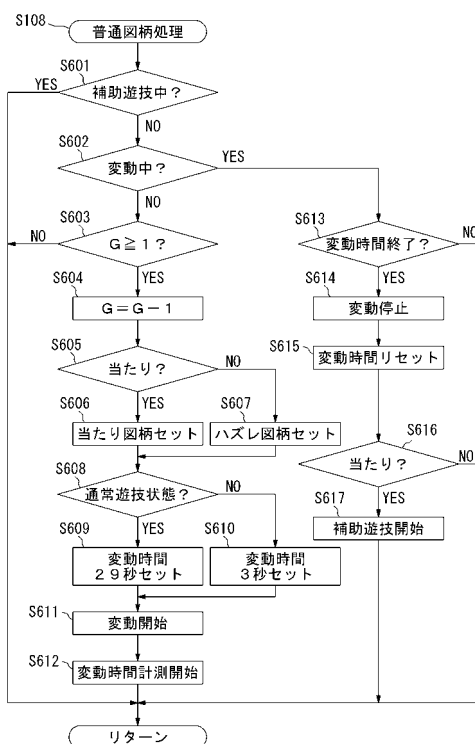 S108
普通図柄処理
S601
補助遊技中？
YES
NO
S602
変動中？
YES
NO
S603
G≧1？
NO
YES
S604
G＝G－1
S605
当たり？
NO
YES
S606
当たり図柄セット
S607
ハズレ図柄セット
S608
通常遊技状態？
NO
YES
S609
変動時間
29秒セット
S610
変動時間
3秒セット
S611
変動開始
S612
変動時間計測開始
S613
変動時間終了？
NO
YES
S614
変動停止
S615
変動時間リセット
S616
当たり？
NO
YES
S617
補助遊技開始
リターン